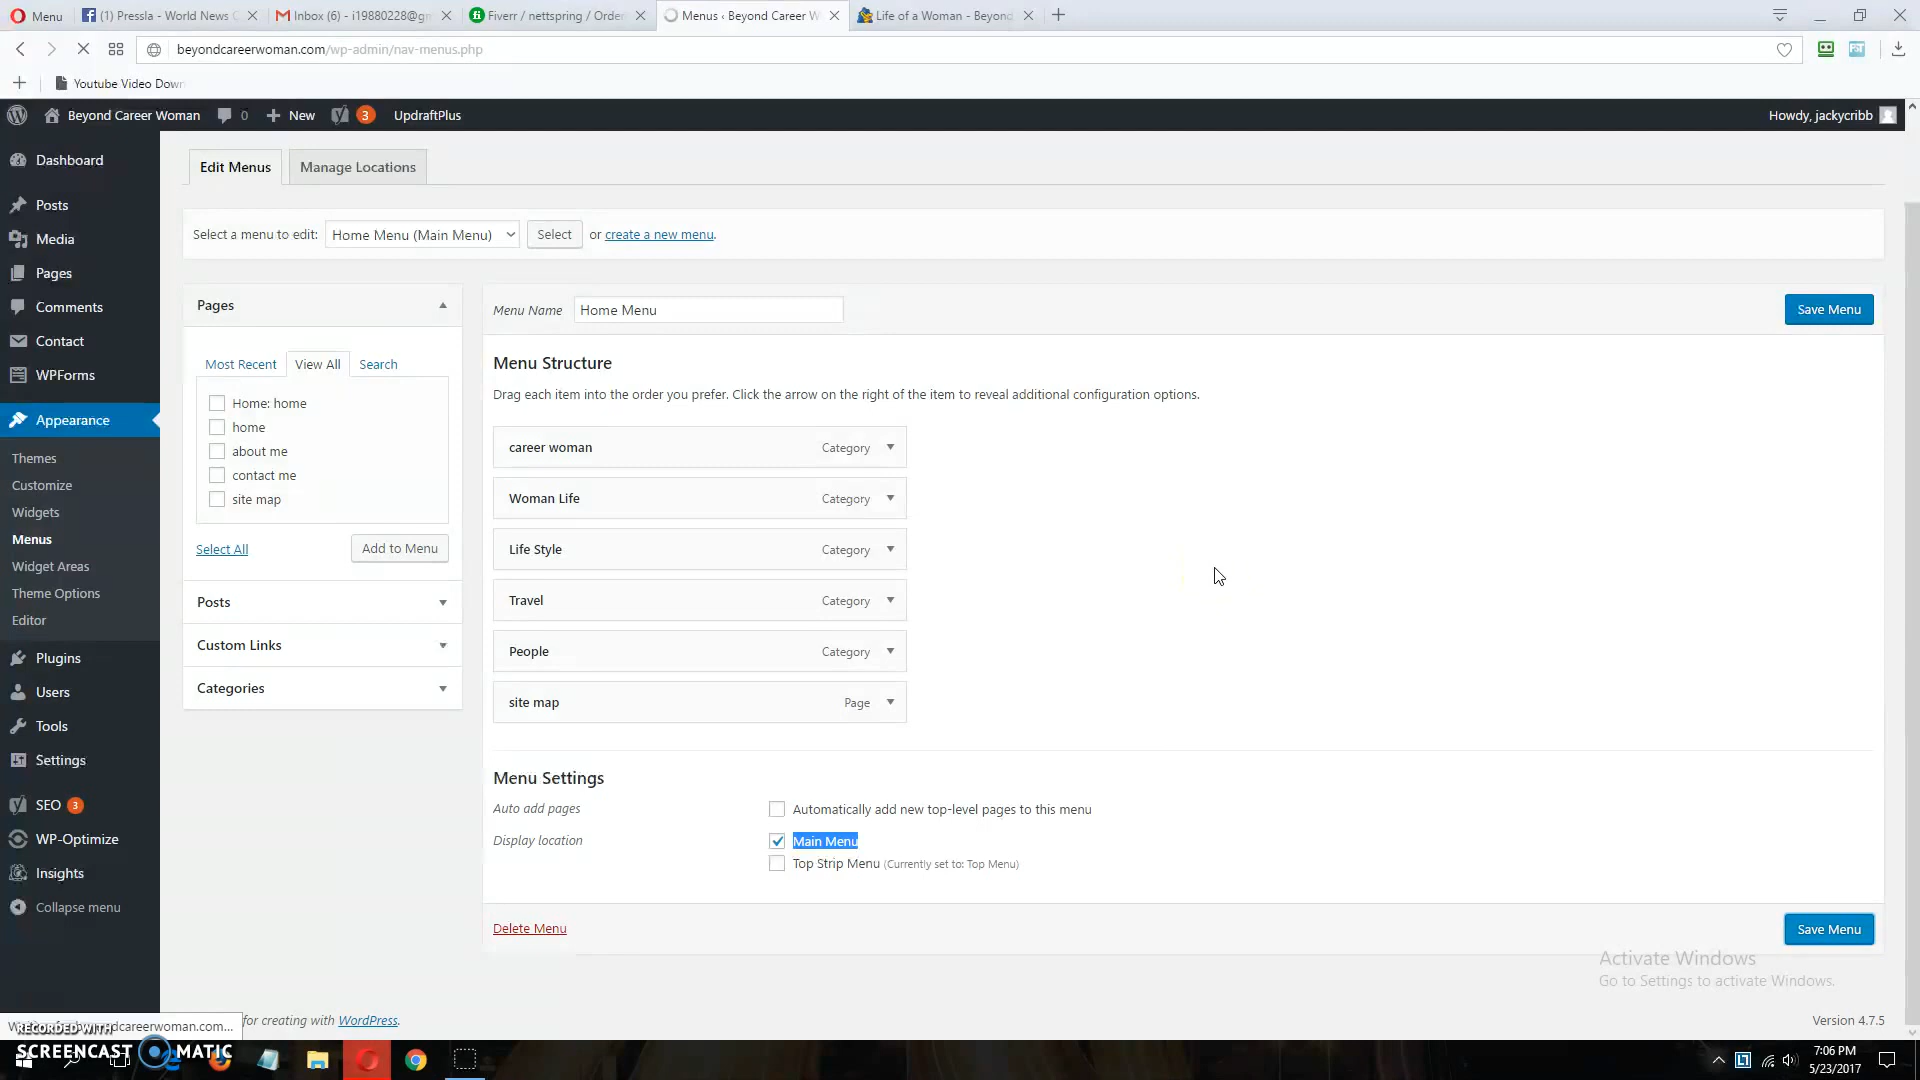 Menu
(1) Pressla - World News
Inbox (6) - i19880228@gm
Fiverr / nettspring / Order
Menus ‹ Beyond Career W
Life of a Woman - Beyond
beyondcareerwoman.com/wp-admin/nav-menus.php
Youtube Video Down
Beyond Career Woman
0
New
3
UpdraftPlus
Howdy, jackycribb
Dashboard
Posts
Media
Pages
Comments
Contact
WPForms
Appearance
Themes
Customize
Widgets
Menus
Widget Areas
Theme Options
Editor
Plugins
Users
Tools
Settings
SEO 3
WP-Optimize
Insights
Collapse menu
Edit Menus
Manage Locations
Select a menu to edit: Home Menu (Main Menu) Select or create a new menu.
Pages
Most Recent View All Search
Home: home
home
about me
contact me
site map
Select All Add to Menu
Posts
Custom Links
Categories
Menu Name Home Menu Save Menu
Menu Structure
Drag each item into the order you prefer. Click the arrow on the right of the item to reveal additional configuration options.
career woman Category
Woman Life Category
Life Style Category
Travel Category
People Category
site map Page
Menu Settings
Auto add pages Automatically add new top-level pages to this menu
Display location Main Menu
Top Strip Menu (Currently set to: Top Menu)
Delete Menu Save Menu
Activate Windows
Go to Settings to activate Windows.
for creating with WordPress.
Version 4.7.5
RECORDED WITH
SCREENCAST MATIC
7:06 PM
5/23/2017